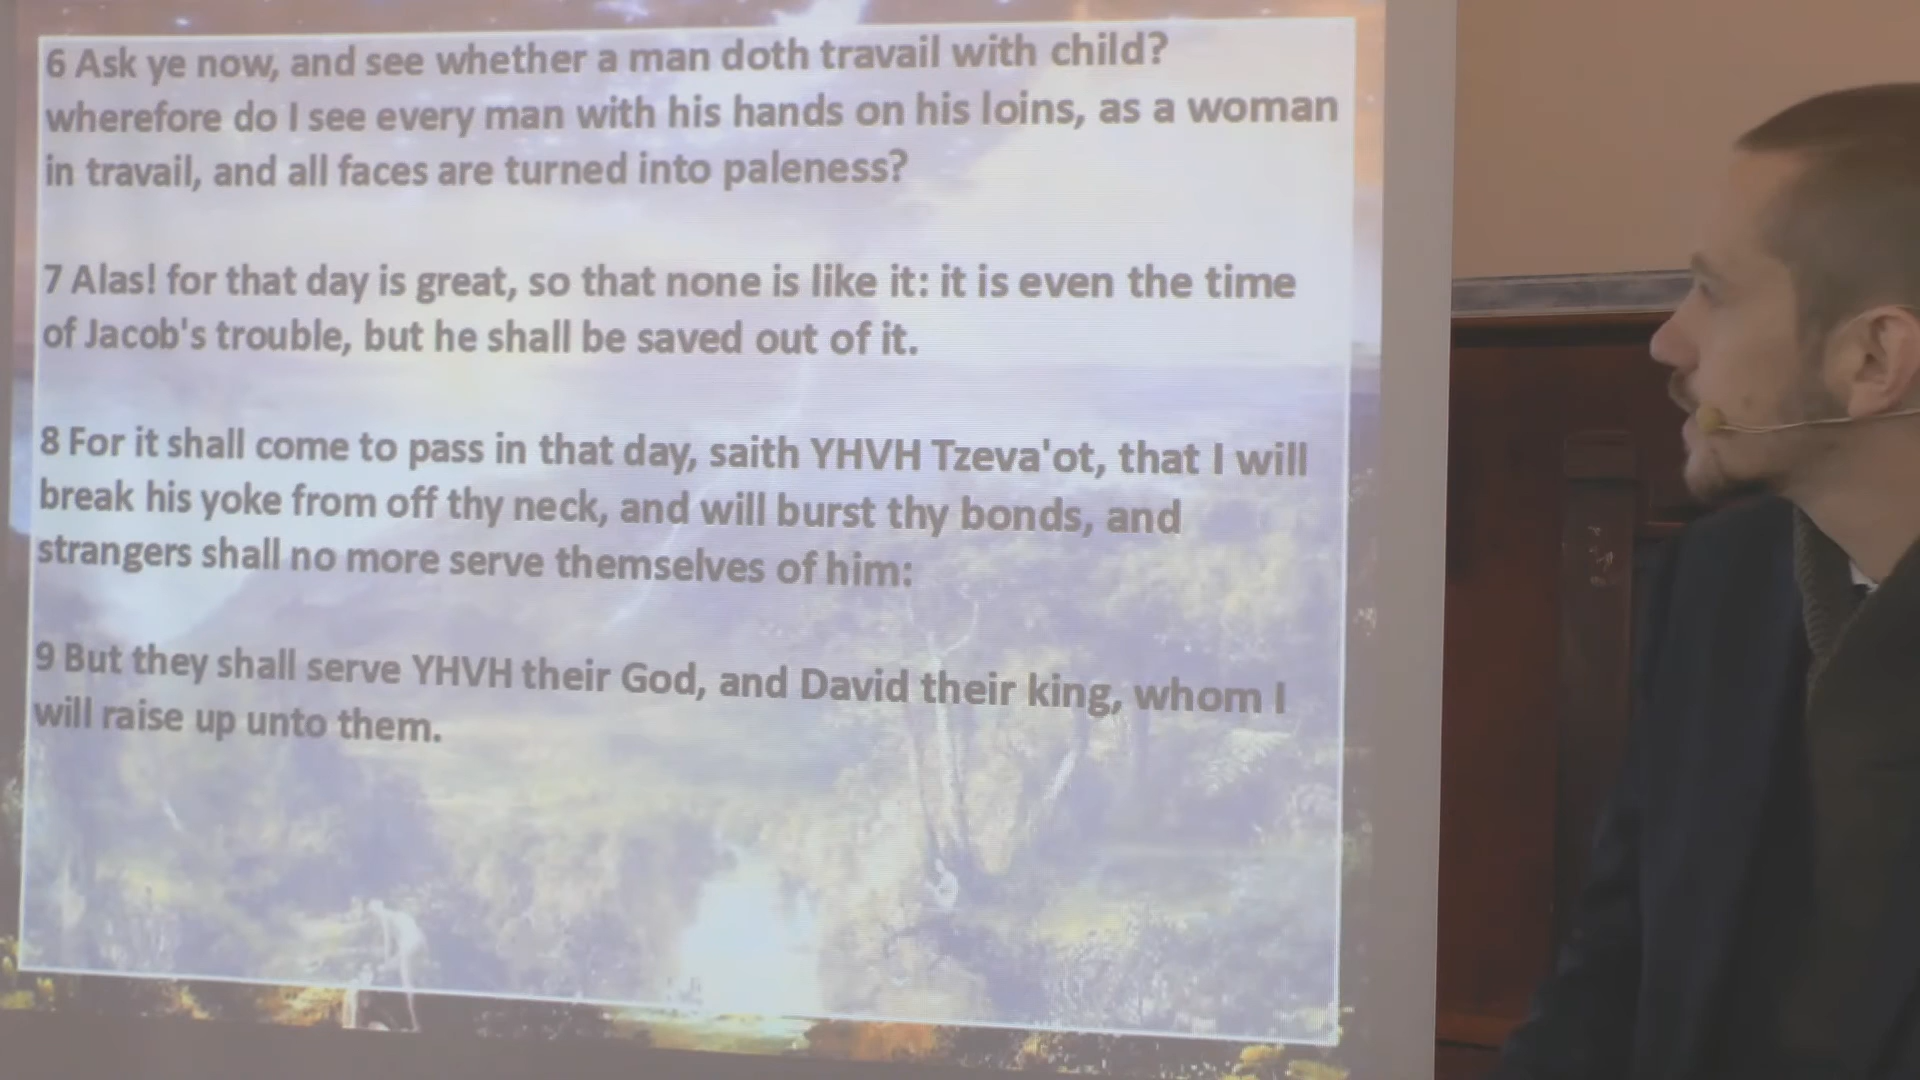 6 Ask ye now, and see whether a man doth travail with child?
wherefore do I see every man with his hands on his loins, as a woman
in travail, and all faces are turned into paleness?
7 Alas! for that day is great, so that none is like it: it is even the time
of Jacob's trouble, but he shall be saved out of it.
8 For it shall come to pass in that day, saith YHVH Tzeva'ot, that I will
break his yoke from off thy neck, and will burst thy bonds, and
strangers shall no more serve themselves of him:
9 But they shall serve YHVH their God, and David their king, whom I
will raise up unto them.